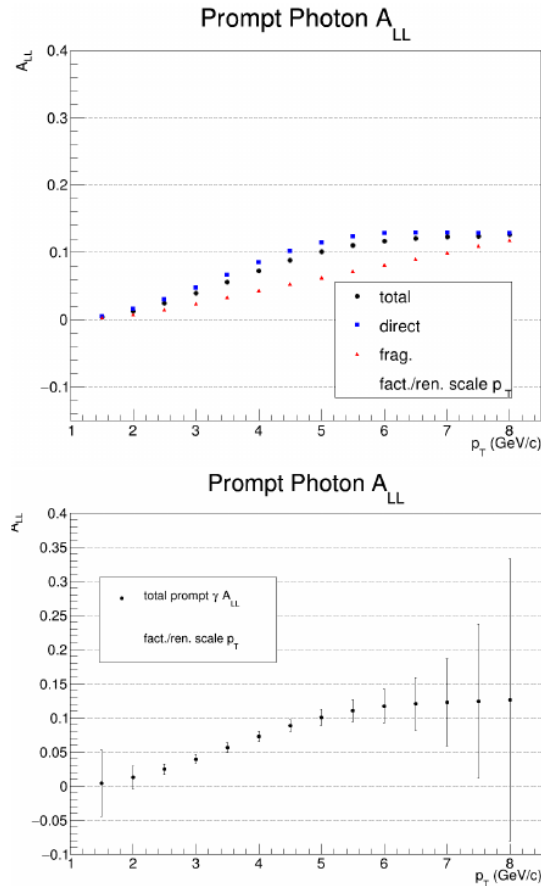 Prompt Photon A_LL
A_LL
0.4
0.3
0.2
0.1
0
−0.1
total
direct
frag.
fact./ren. scale p_T
1 2 3 4 5 6 7 8
p_T (GeV/c)
Prompt Photon A_LL
A_LL
0.4
0.35
0.3
0.25
0.2
0.15
0.1
0.05
0
−0.05
−0.1
total prompt γ A_LL
fact./ren. scale p_T
1 2 3 4 5 6 7 8
p_T (GeV/c)